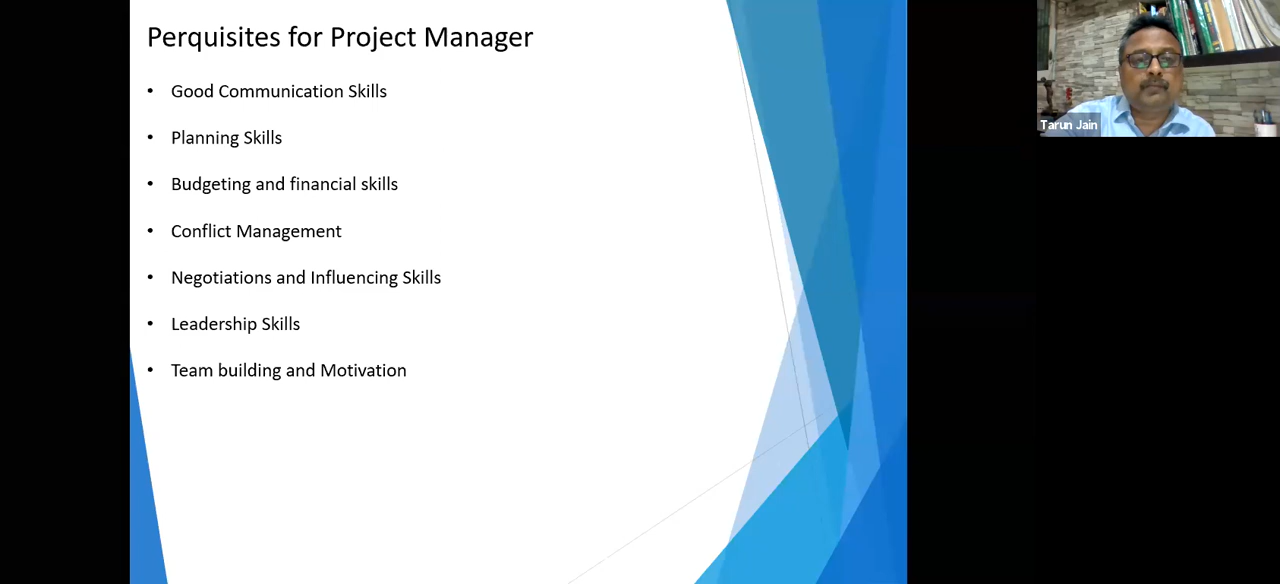 Perquisites for Project Manager
• Good Communication Skills
• Planning Skills
• Budgeting and financial skills
• Conflict Management
• Negotiations and Influencing Skills
• Leadership Skills
• Team building and Motivation
Tarun Jain